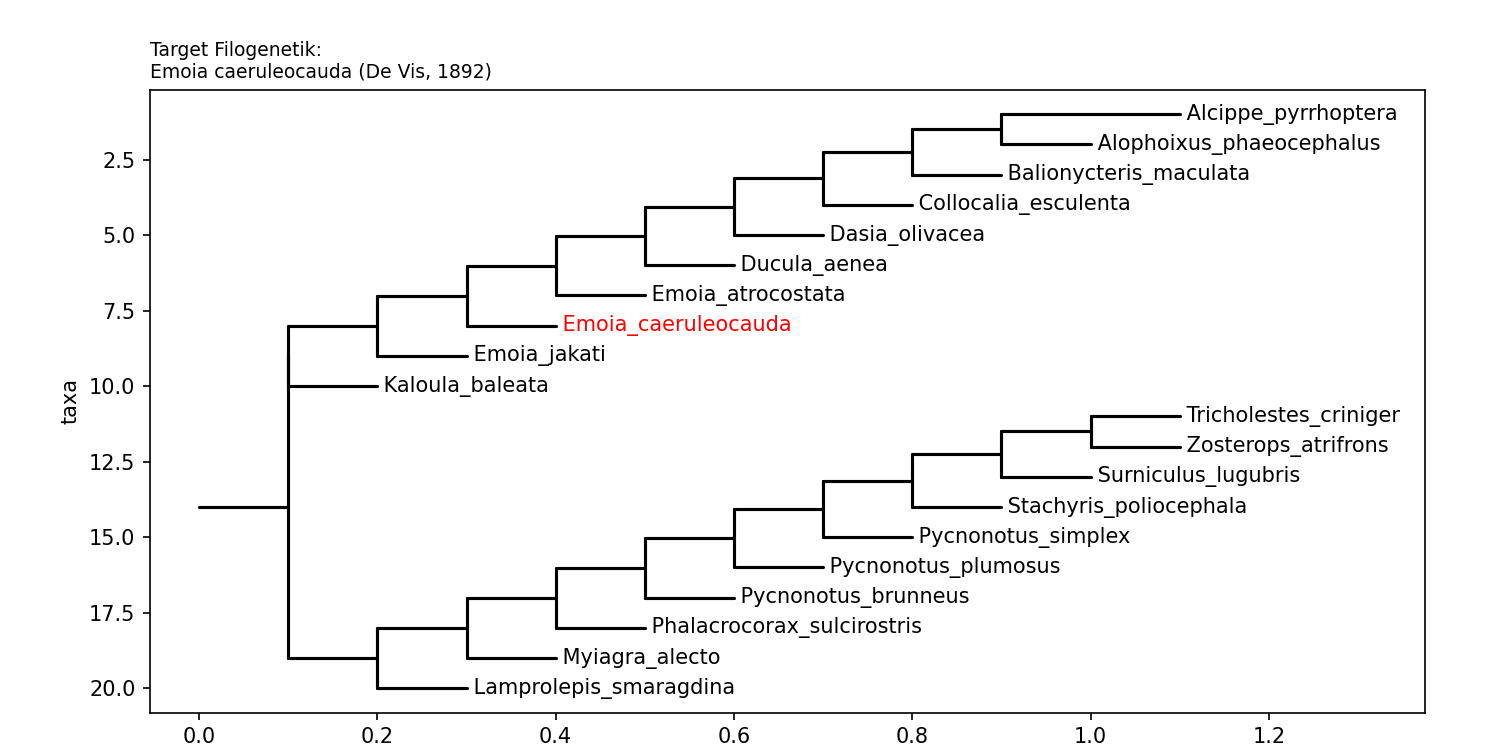 Target Filogenetik:
Emoia caeruleocauda (De Vis, 1892)
Alcippe_pyrrhoptera
Alophoixus_phaeocephalus
2.5
Balionycteris_maculata
Collocalia_esculenta
5.0
Dasia_olivacea
Ducula_aenea
Emoia_atrocostata
7.5
Emoia_caeruleocauda
Emoia_jakati
10.0
Kaloula_baleata
taxa
Tricholestes_criniger
Zosterops_atrifrons
12.5
Surniculus_lugubris
Stachyris_poliocephala
15.0
Pycnonotus_simplex
Pycnonotus_plumosus
Pycnonotus_brunneus
17.5
Phalacrocorax_sulcirostris
Myiagra_alecto
20.0
Lamprolepis_smaragdina
0.0 0.2 0.4 0.6 0.8 1.0 1.2